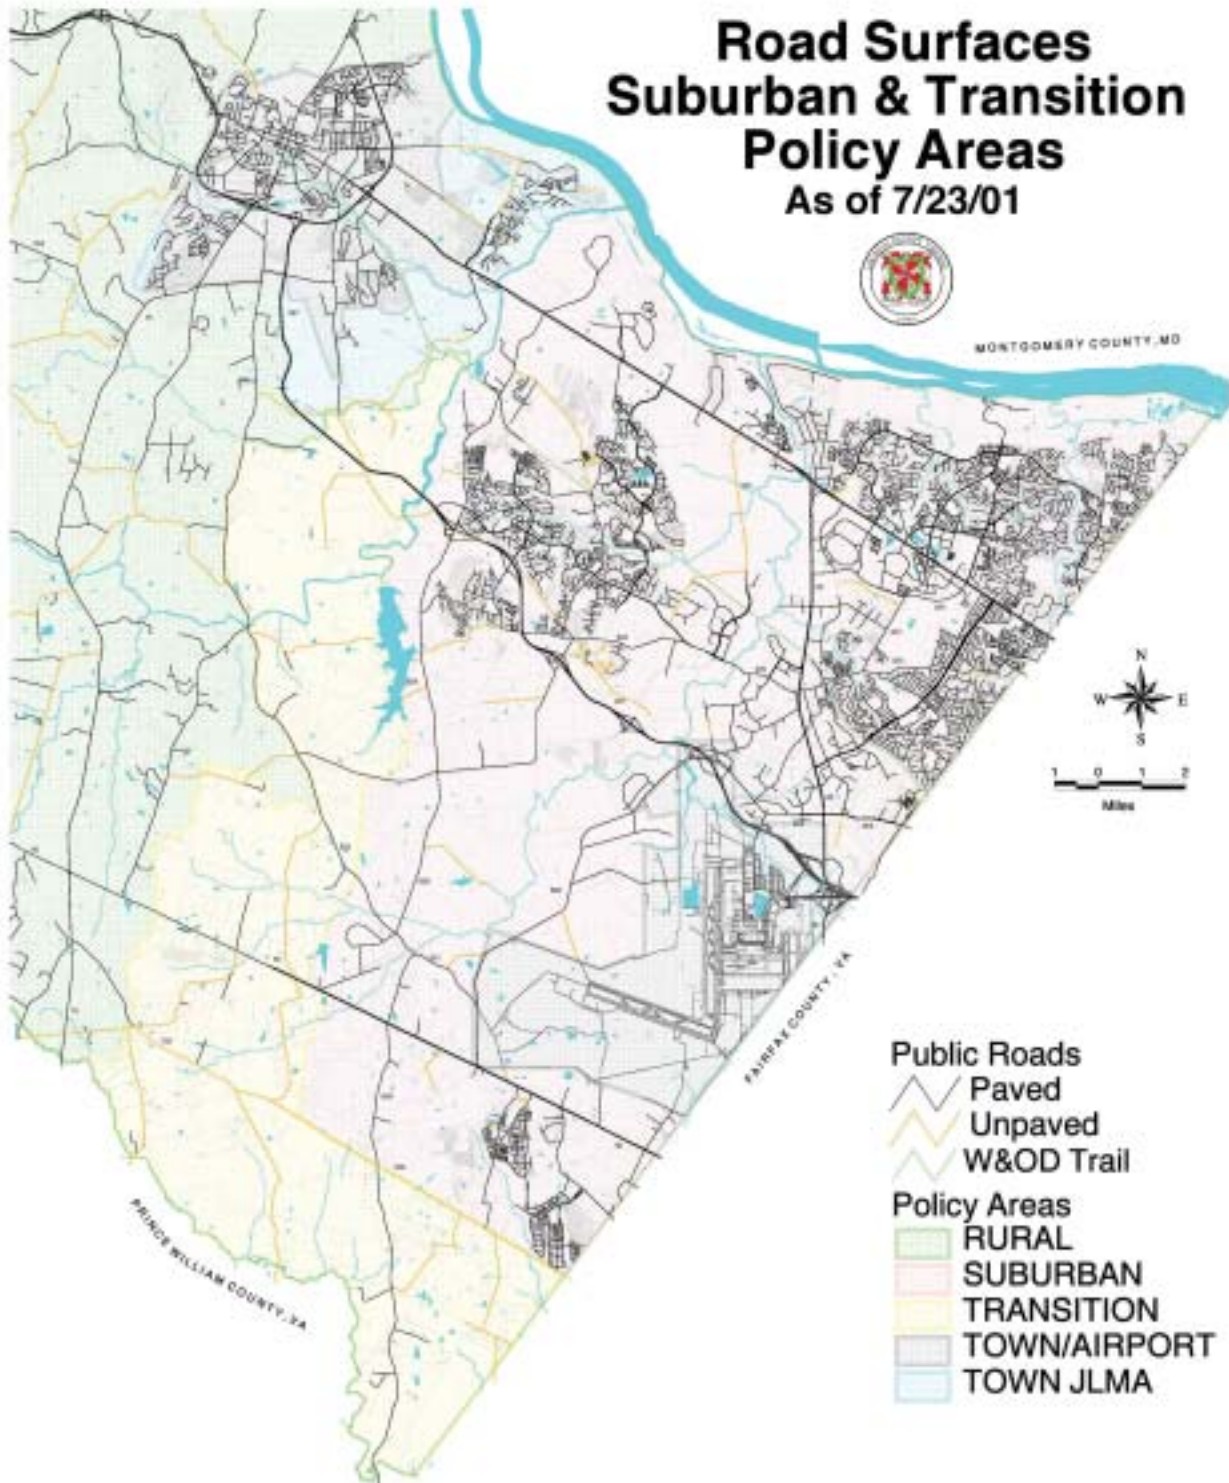 Road Surfaces
Suburban & Transition
Policy Areas
As of 7/23/01
MONTGOMERY COUNTY, MD
N
W E
S
1 0 1 2
Miles
FAIRFAX COUNTY, VA
PRINCE WILLIAM COUNTY, VA
Public Roads
Paved
Unpaved
W&OD Trail
Policy Areas
RURAL
SUBURBAN
TRANSITION
TOWN/AIRPORT
TOWN JLMA